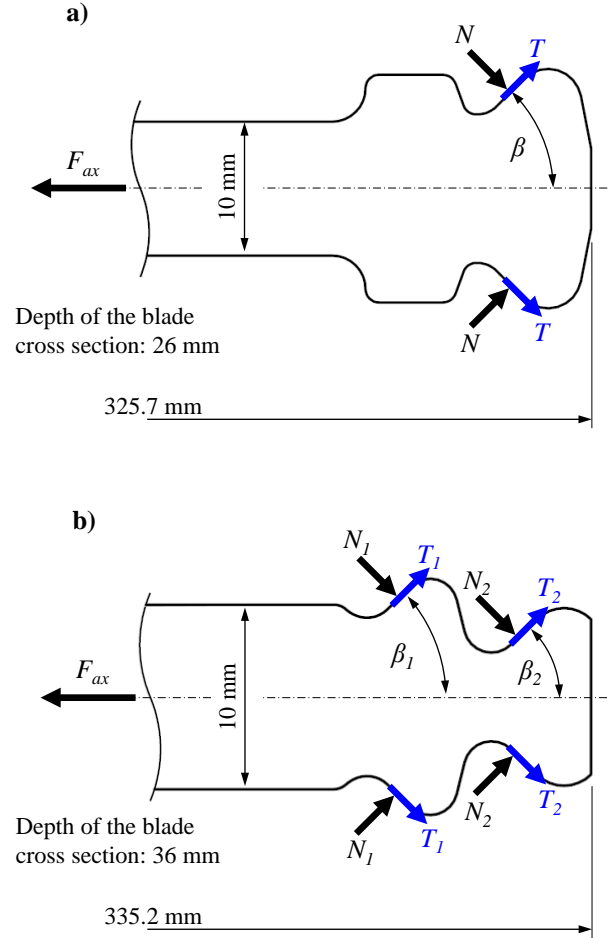 a)
N
T
F_ax
10 mm
β
N
T
Depth of the blade
cross section: 26 mm
325.7 mm
b)
N_1
T_1
N_2
T_2
F_ax
10 mm
β_1
β_2
N_1
T_1
N_2
T_2
Depth of the blade
cross section: 36 mm
335.2 mm